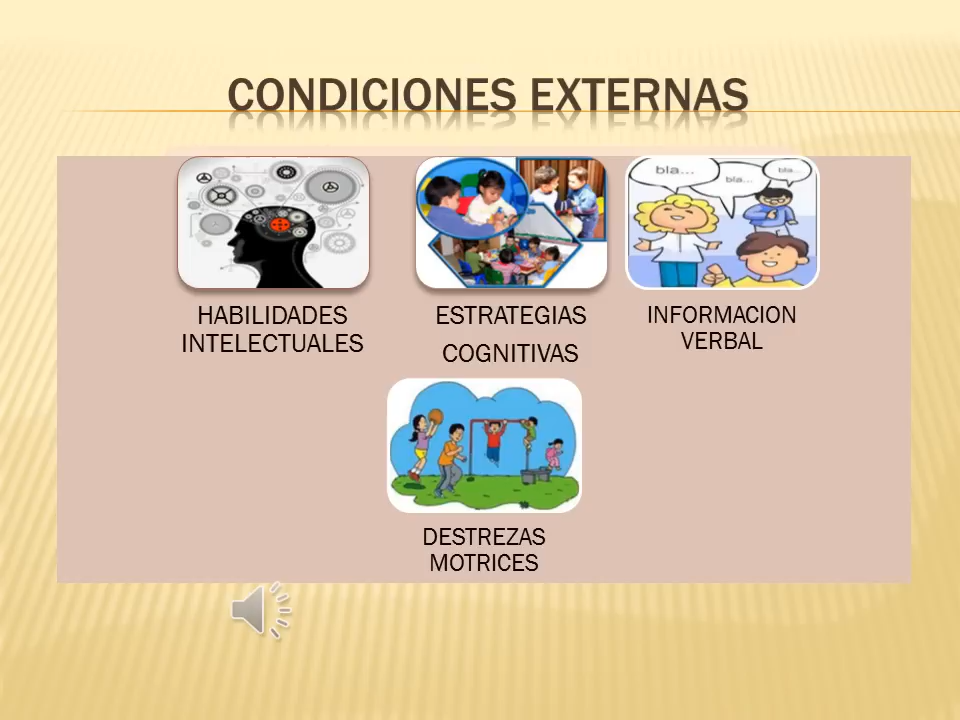 CONDICIONES EXTERNAS
bla...
bla...
bla...
HABILIDADES
INTELECTUALES
ESTRATEGIAS
COGNITIVAS
INFORMACION
VERBAL
DESTREZAS
MOTRICES